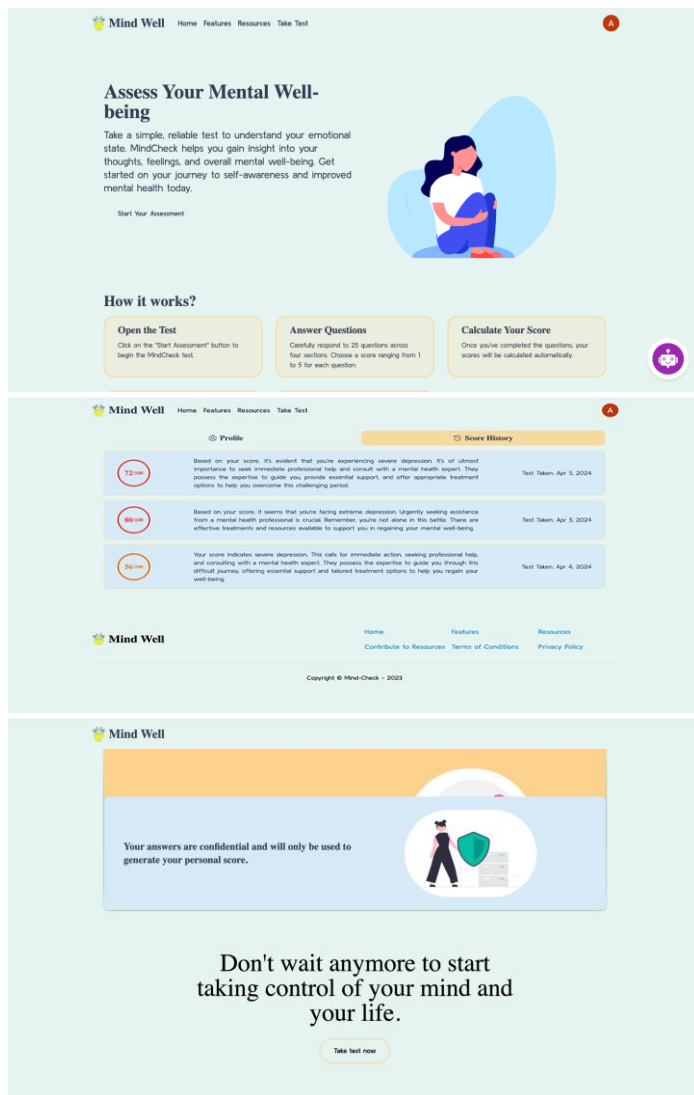 Mind Well
Home Features Resources Take Test
A
Assess Your Mental Well-
being
Take a simple, reliable test to understand your emotional
state. MindCheck helps you gain insight into your
thoughts, feelings, and overall mental well-being. Get
started on your journey to self-awareness and improved
mental health today.
Start Your Assessment
How it works?
Open the Test
Click on the "Start Assessment" button to
begin the MindCheck test.
Answer Questions
Carefully respond to 25 questions across
four sections. Choose a score ranging from 1
to 5 for each question.
Calculate Your Score
Once you've completed the questions, your
scores will be calculated automatically.
Mind Well
Home Features Resources Take Test
A
Profile
Score History
72/100
Based on your score, it's evident that you're experiencing severe depression. It's of utmost
importance to seek immediate professional help and consult with a mental health expert. They
possess the expertise to guide you, provide essential support, and offer appropriate treatment
options to help you overcome this challenging period.
Test Taken: Apr 5, 2024
80/100
Based on your score, it seems that you're facing extreme depression. Urgently seeking assistance
from a mental health professional is crucial. Remember, you're not alone in this battle. There are
effective treatments and resources available to support you in regaining your mental well-being.
Test Taken: Apr 5, 2024
56/100
Your score indicates severe depression. This calls for immediate action, seeking professional help,
and consulting with a mental health expert. They possess the expertise to guide you through this
difficult journey, offering essential support and tailored treatment options to help you regain your
well-being.
Test Taken: Apr 4, 2024
Mind Well
Home Features Resources
Contribute to Resources Terms of Conditions Privacy Policy
Copyright © Mind-Check - 2023
Mind Well
Your answers are confidential and will only be used to
generate your personal score.
Don't wait anymore to start
taking control of your mind and
your life.
Take test now